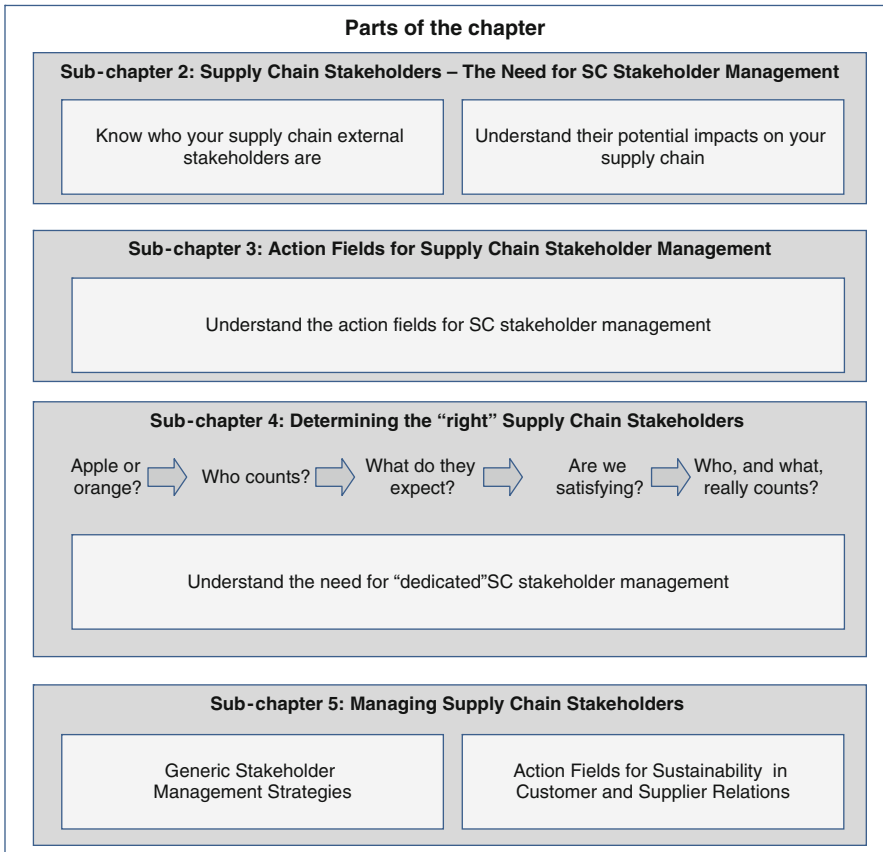 Parts of the chapter
Sub-chapter 2: Supply Chain Stakeholders – The Need for SC Stakeholder Management
Know who your supply chain external
stakeholders are
Understand their potential impacts on your
supply chain
Sub-chapter 3: Action Fields for Supply Chain Stakeholder Management
Understand the action fields for SC stakeholder management
Sub-chapter 4: Determining the “right” Supply Chain Stakeholders
Apple or
orange?
Who counts?
What do they
expect?
Are we
satisfying?
Who, and what,
really counts?
Understand the need for “dedicated”SC stakeholder management
Sub-chapter 5: Managing Supply Chain Stakeholders
Generic Stakeholder
Management Strategies
Action Fields for Sustainability in
Customer and Supplier Relations